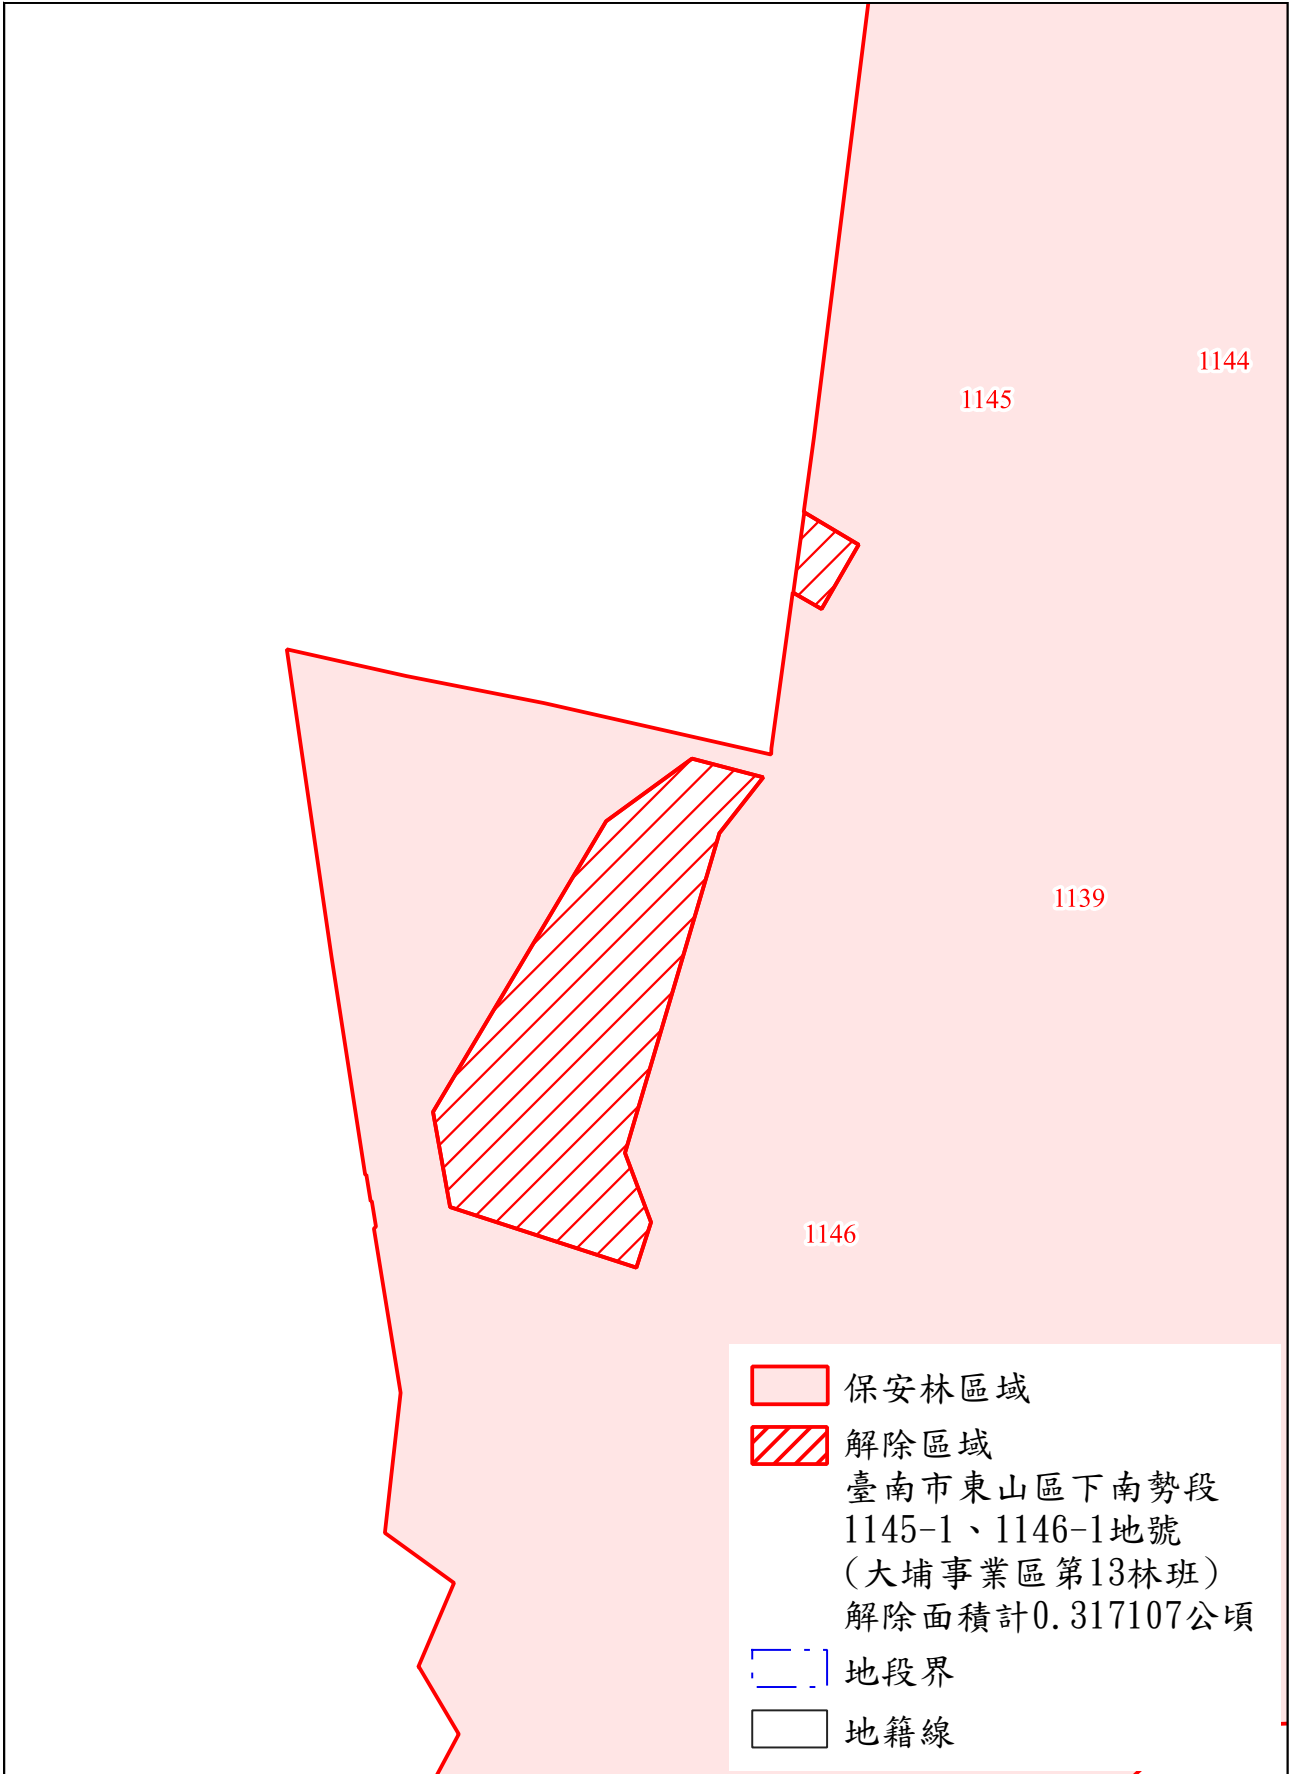 1144
1145
1139
1146
保安林區域
解除區域
臺南市東山區下南勢段
1145-1、1146-1地號
(大埔事業區第13林班)
解除面積計0.317107公頃
地段界
地籍線